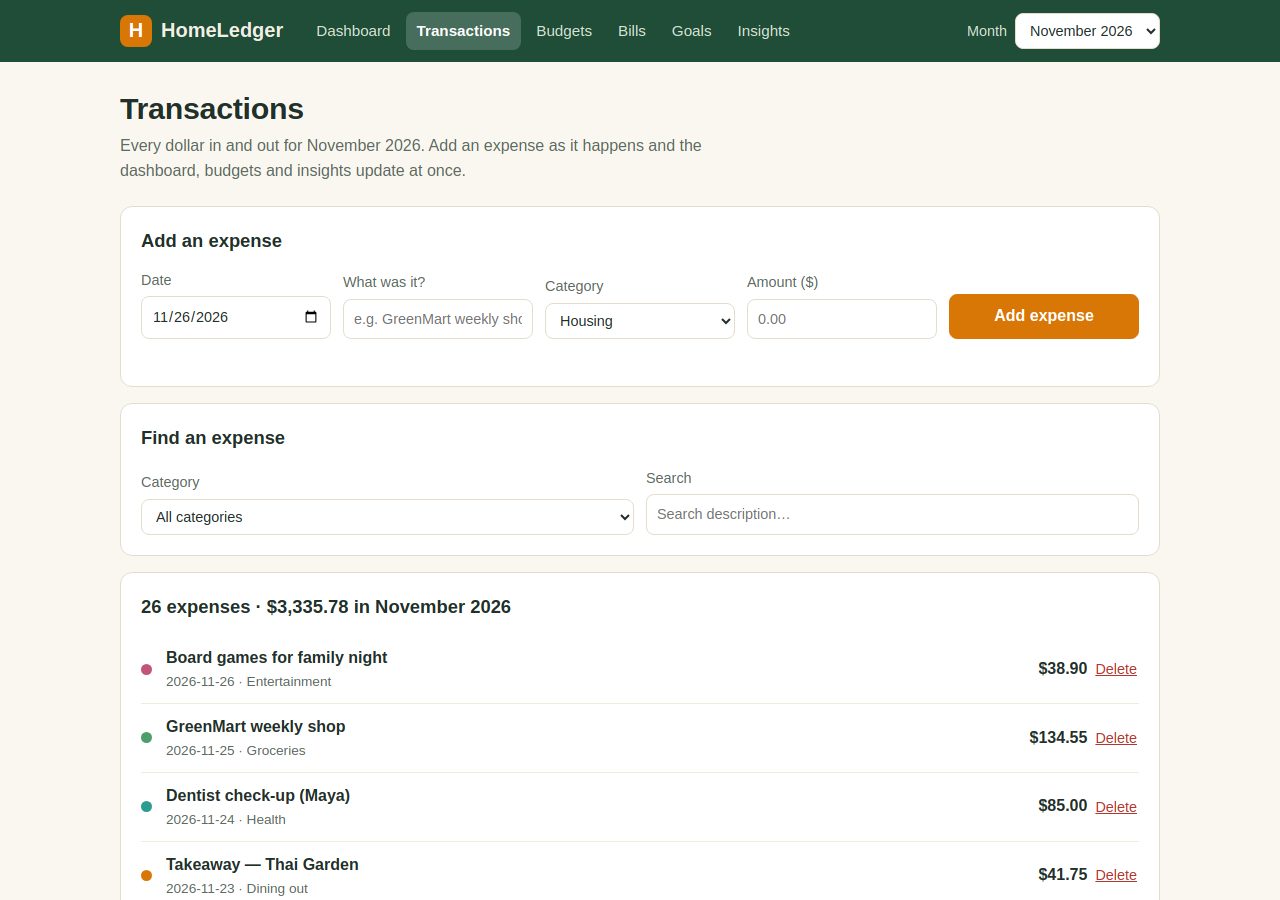 H HomeLedger Dashboard Transactions Budgets Bills Goals Insights Month November 2026
Transactions
Every dollar in and out for November 2026. Add an expense as it happens and the
dashboard, budgets and insights update at once.
Add an expense
Date What was it? Category Amount ($)
11/26/2026 e.g. GreenMart weekly sho Housing 0.00 Add expense
Find an expense
Category Search
All categories Search description…
26 expenses · $3,335.78 in November 2026
Board games for family night
2026-11-26 · Entertainment
$38.90 Delete
GreenMart weekly shop
2026-11-25 · Groceries
$134.55 Delete
Dentist check-up (Maya)
2026-11-24 · Health
$85.00 Delete
Takeaway — Thai Garden
2026-11-23 · Dining out
$41.75 Delete